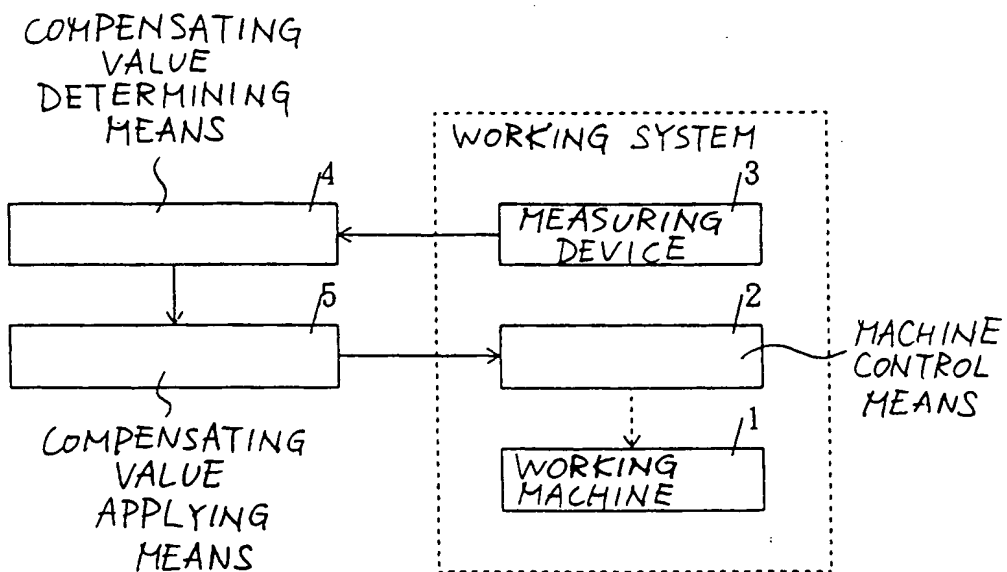 COMPENSATING
VALUE
DETERMINING
MEANS
4
WORKING SYSTEM
3
MEASURING
DEVICE
5
2
MACHINE
CONTROL
MEANS
COMPENSATING
VALUE
APPLYING
MEANS
1
WORKING
MACHINE